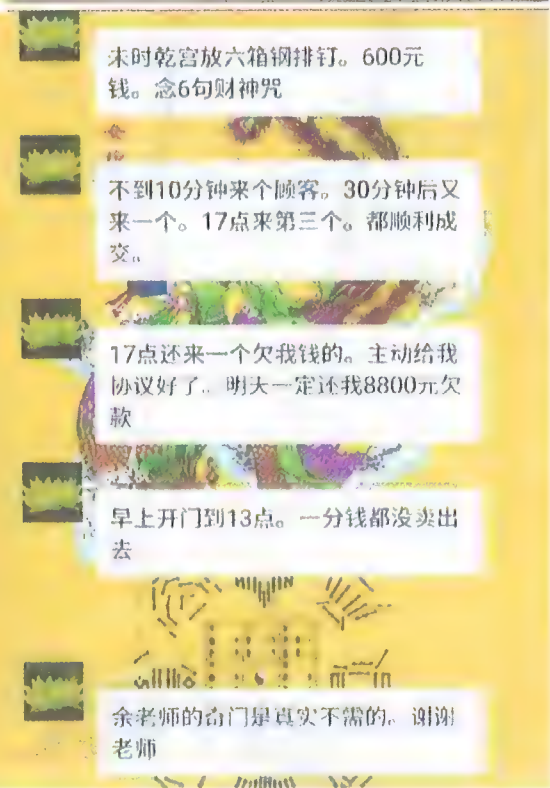 未时乾宫放六箱钢排钉。600元
钱。念6句财神咒
不到10分钟来个顾客。30分钟后又
来一个。17点来第三个。都顺利成
交。
17点还来一个欠我钱的。主动给我
协议好了。明天一定还我8800元欠
款
早上开门到13点。一分钱都没卖出
去
余老师的奇门是真实不需的。谢谢
老师